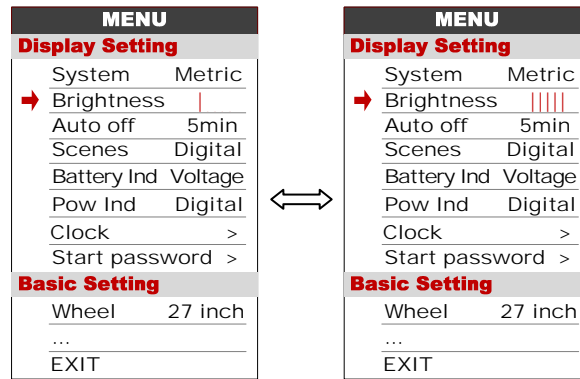 MENU
Display Setting
System Metric
Brightness |
Auto off 5min
Scenes Digital
Battery Ind Voltage
Pow Ind Digital
Clock >
Start password >
Basic Setting
Wheel 27 inch
...
EXIT
MENU
Display Setting
System Metric
Brightness |||||
Auto off 5min
Scenes Digital
Battery Ind Voltage
Pow Ind Digital
Clock >
Start password >
Basic Setting
Wheel 27 inch
...
EXIT